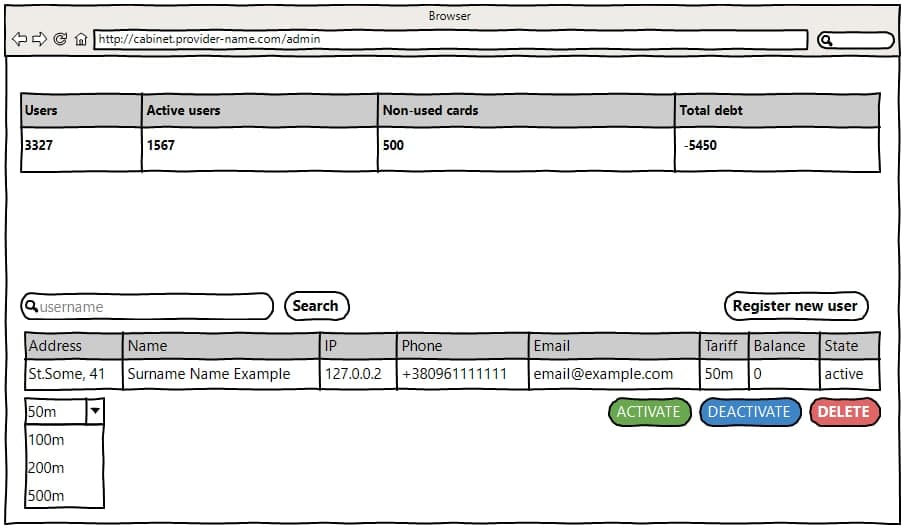 Browser
http://cabinet.provider-name.com/admin
Users Active users Non-used cards Total debt
3327 1567 500 -5450
username Search Register new user
Address Name IP Phone Email Tariff Balance State
St.Some, 41 Surname Name Example 127.0.0.2 +380961111111 email@example.com 50m 0 active
50m ACTIVATE DEACTIVATE DELETE
100m
200m
500m